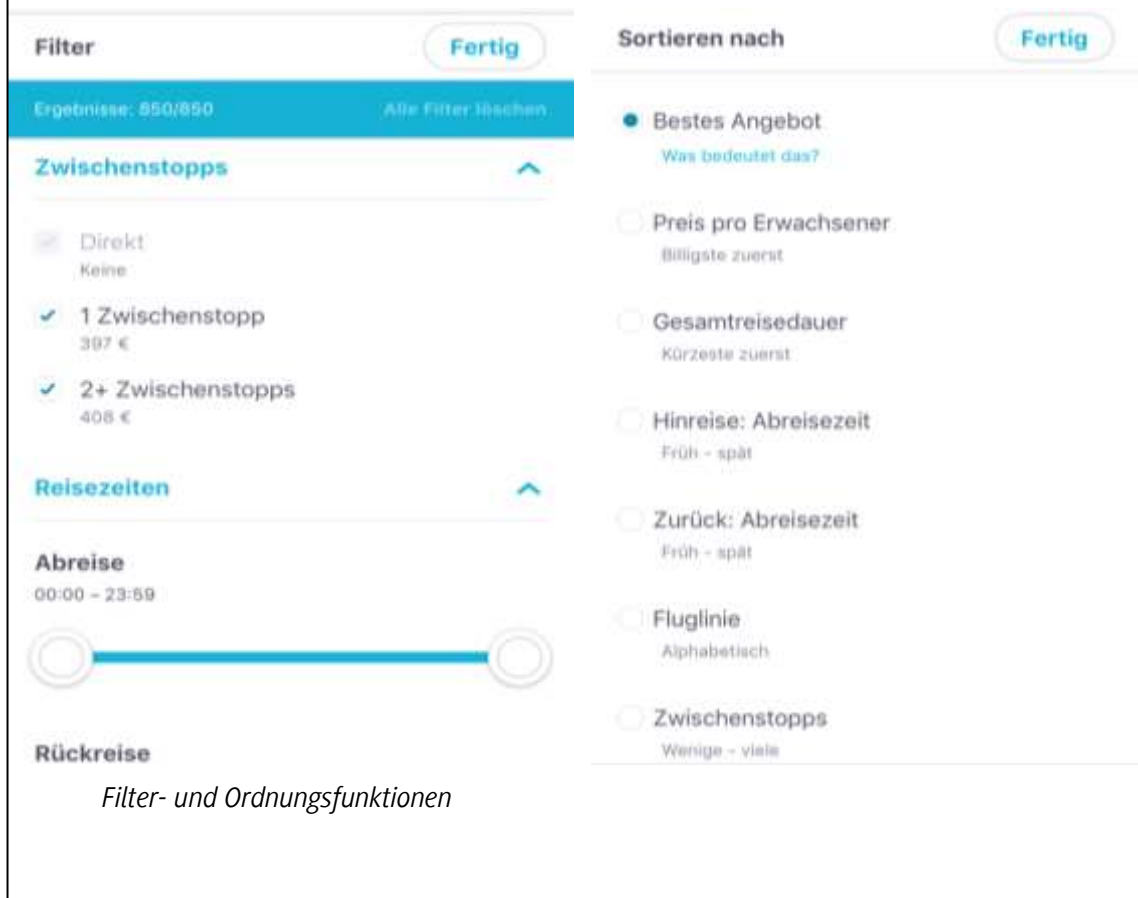 Filter
Fertig
Ergebnisse: 850/850
Alle Filter löschen
Zwischenstopps
Direkt
Keine
1 Zwischenstopp
397 €
2+ Zwischenstopps
408 €
Reisezeiten
Abreise
00:00 – 23:59
Rückreise
Sortieren nach
Fertig
Bestes Angebot
Was bedeutet das?
Preis pro Erwachsener
Billigste zuerst
Gesamtreisedauer
Kürzeste zuerst
Hinreise: Abreisezeit
Früh - spät
Zurück: Abreisezeit
Früh - spät
Fluglinie
Alphabetisch
Zwischenstopps
Wenige - viele
Filter- und Ordnungsfunktionen